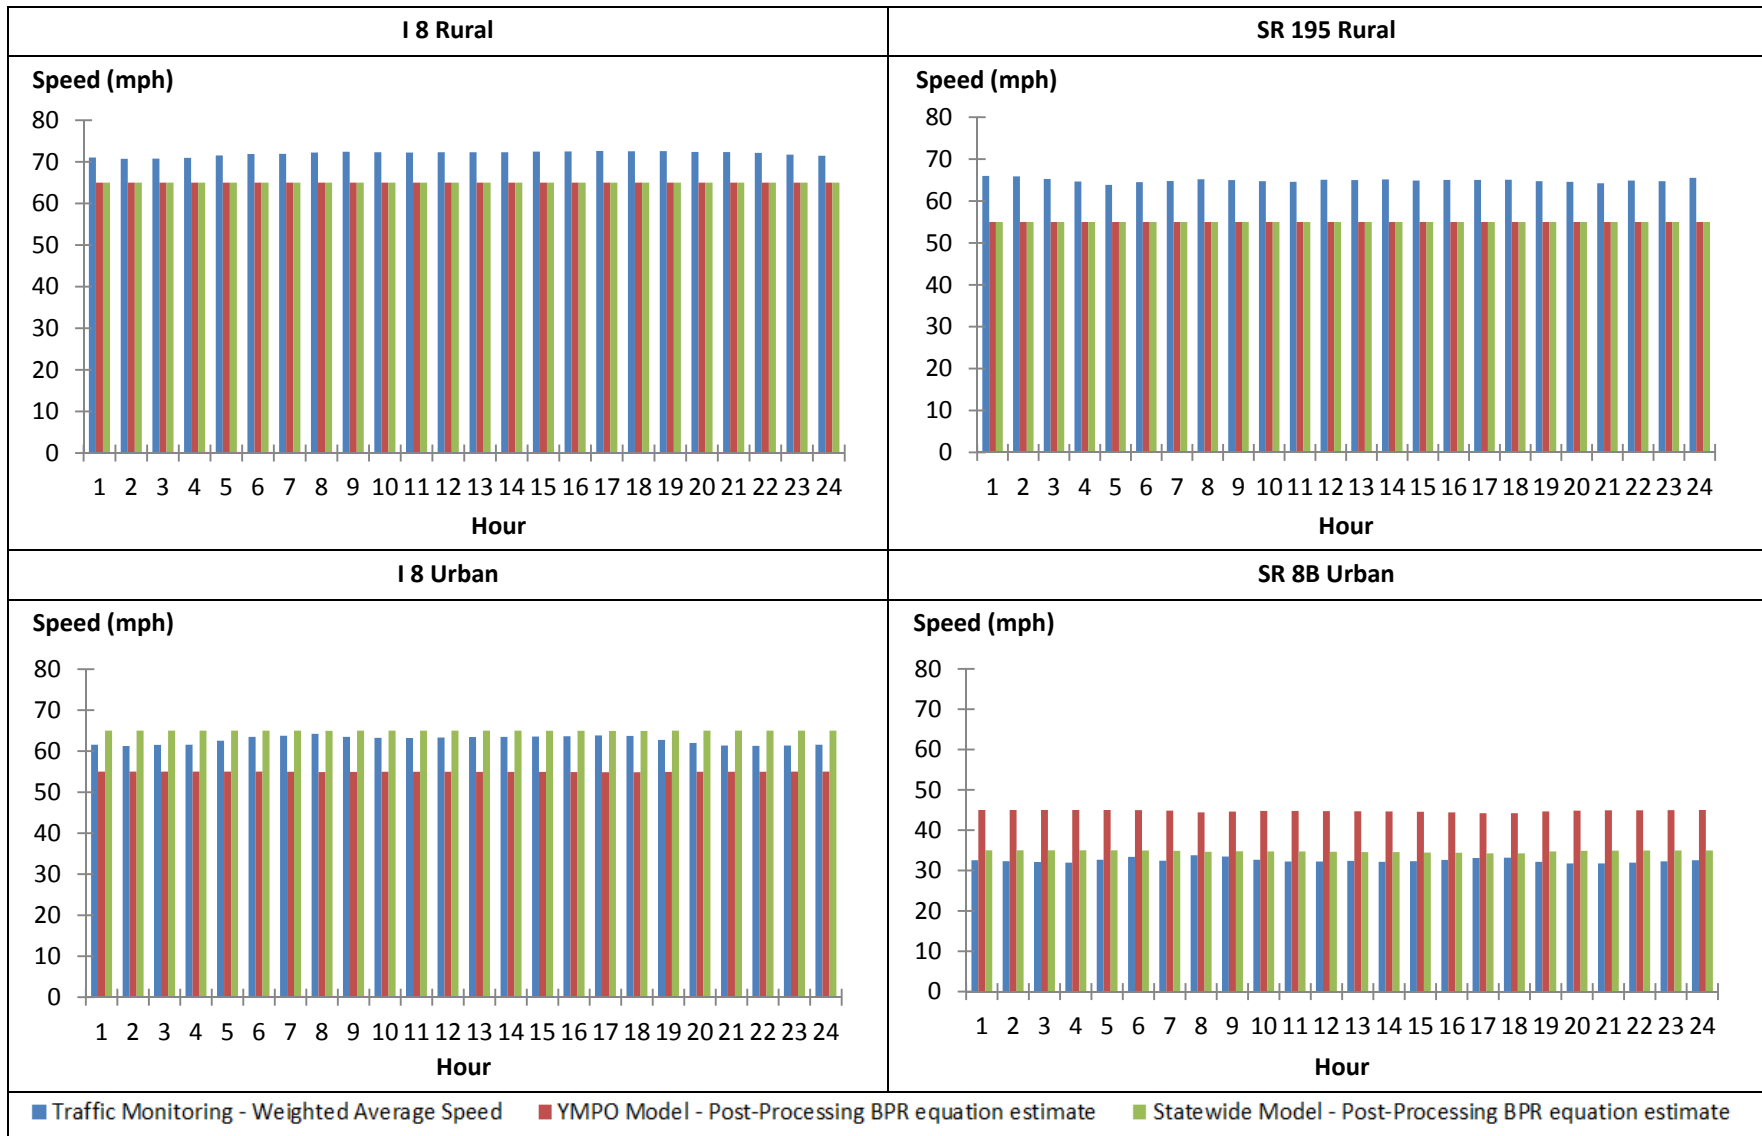 I 8 Rural
SR 195 Rural
Speed (mph)
80
70
60
50
40
30
20
10
0
1 2 3 4 5 6 7 8 9 10 11 12 13 14 15 16 17 18 19 20 21 22 23 24
Hour
Speed (mph)
80
70
60
50
40
30
20
10
0
1 2 3 4 5 6 7 8 9 10 11 12 13 14 15 16 17 18 19 20 21 22 23 24
Hour
I 8 Urban
SR 8B Urban
Speed (mph)
80
70
60
50
40
30
20
10
0
1 2 3 4 5 6 7 8 9 10 11 12 13 14 15 16 17 18 19 20 21 22 23 24
Hour
Speed (mph)
80
70
60
50
40
30
20
10
0
1 2 3 4 5 6 7 8 9 10 11 12 13 14 15 16 17 18 19 20 21 22 23 24
Hour
Traffic Monitoring - Weighted Average Speed YMPO Model - Post-Processing BPR equation estimate Statewide Model - Post-Processing BPR equation estimate